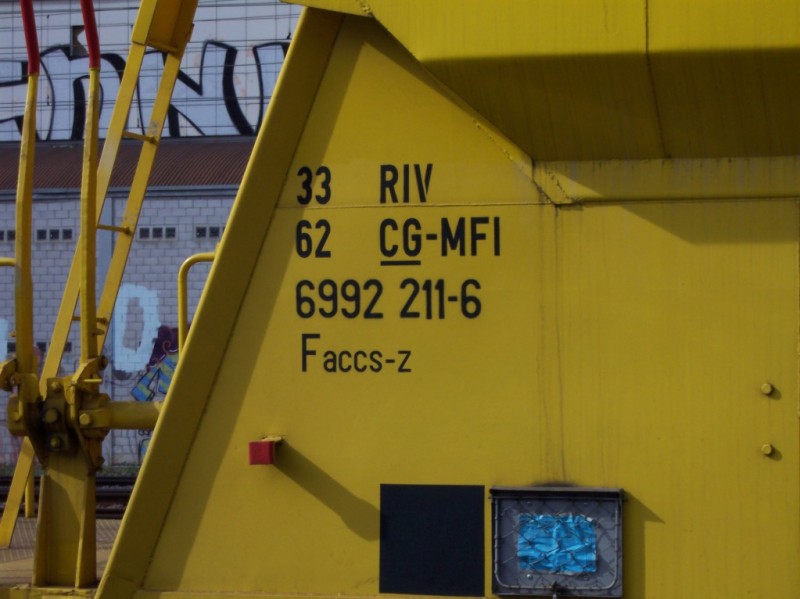 33 RIV
62 CG-MFI
6992 211-6
Faccs-z